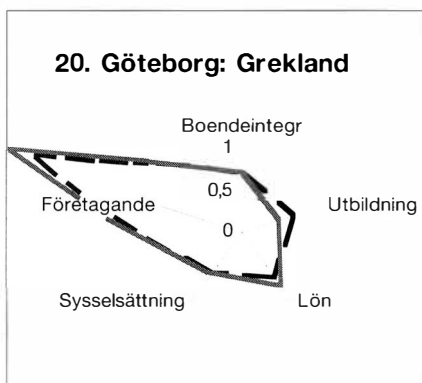 20. Göteborg: Grekland
Boendeintegr
1
0,5
Företagande
Utbildning
0
Sysselsättning
Lön